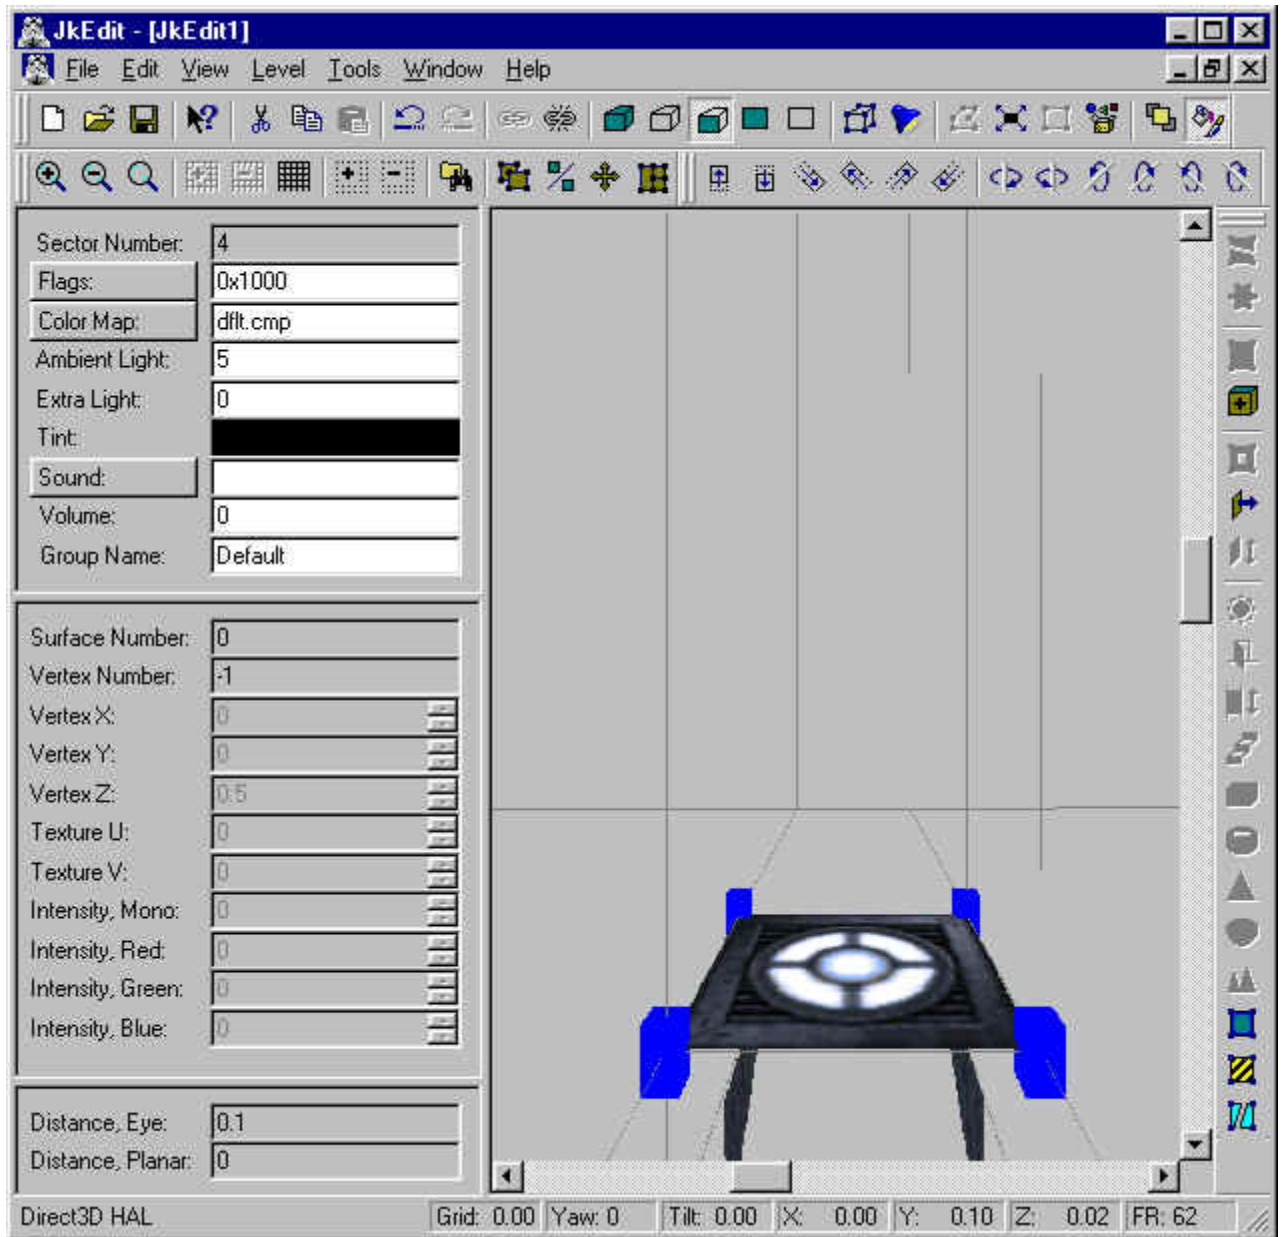 JkEdit - [JkEdit1]
File Edit View Level Tools Window Help
Sector Number: 4
Flags: 0x1000
Color Map: dflt.cmp
Ambient Light: 5
Extra Light: 0
Tint:
Sound:
Volume: 0
Group Name: Default
Surface Number: 0
Vertex Number: -1
Vertex X: 0
Vertex Y: 0
Vertex Z: 0.5
Texture U: 0
Texture V: 0
Intensity, Mono: 0
Intensity, Red: 0
Intensity, Green: 0
Intensity, Blue: 0
Distance, Eye: 0.1
Distance, Planar: 0
Direct3D HAL Grid: 0.00 Yaw: 0 Tilt: 0.00 X: 0.00 Y: 0.10 Z: 0.02 FR: 62